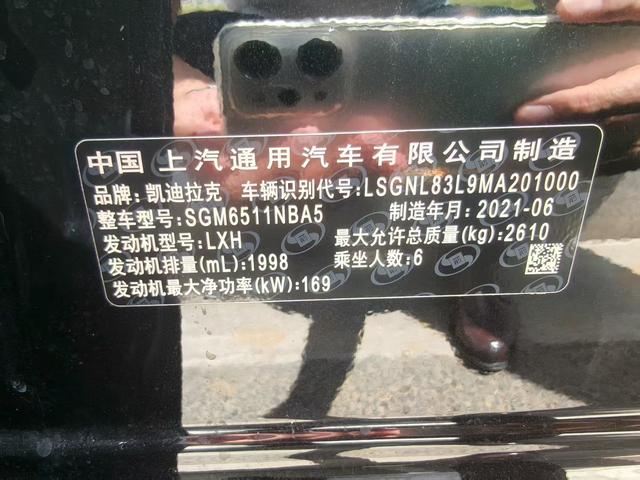 中国 上汽通用汽车有限公司制造
品牌:凯迪拉克 车辆识别代号:LSGNL83L9MA201000
整车型号:SGM6511NBA5 制造年月:2021-06
发动机型号:LXH 最大允许总质量(kg):2610
发动机排量(mL):1998 乘坐人数:6
发动机最大净功率(kW):169